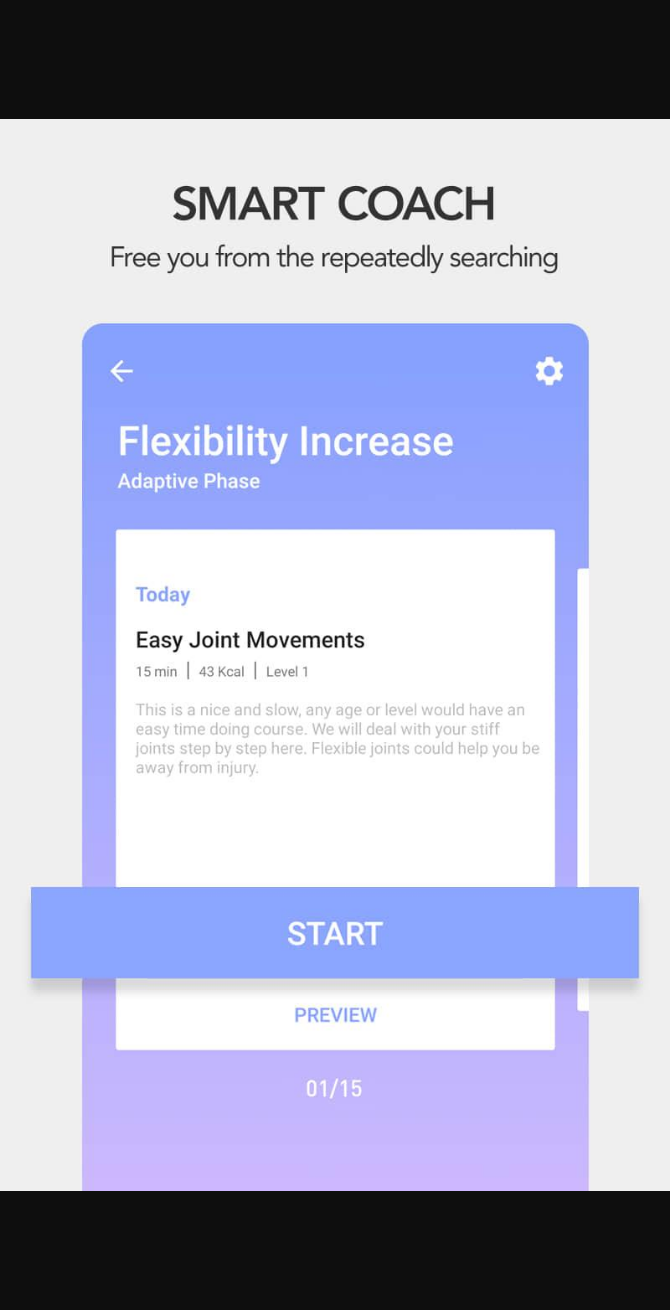 SMART COACH
Free you from the repeatedly searching
Flexibility Increase
Adaptive Phase
Today
Easy Joint Movements
15 min | 43 Kcal | Level 1
This is a nice and slow, any age or level would have an
easy time doing course. We will deal with your stiff
joints step by step here. Flexible joints could help you be
away from injury.
START
PREVIEW
01/15